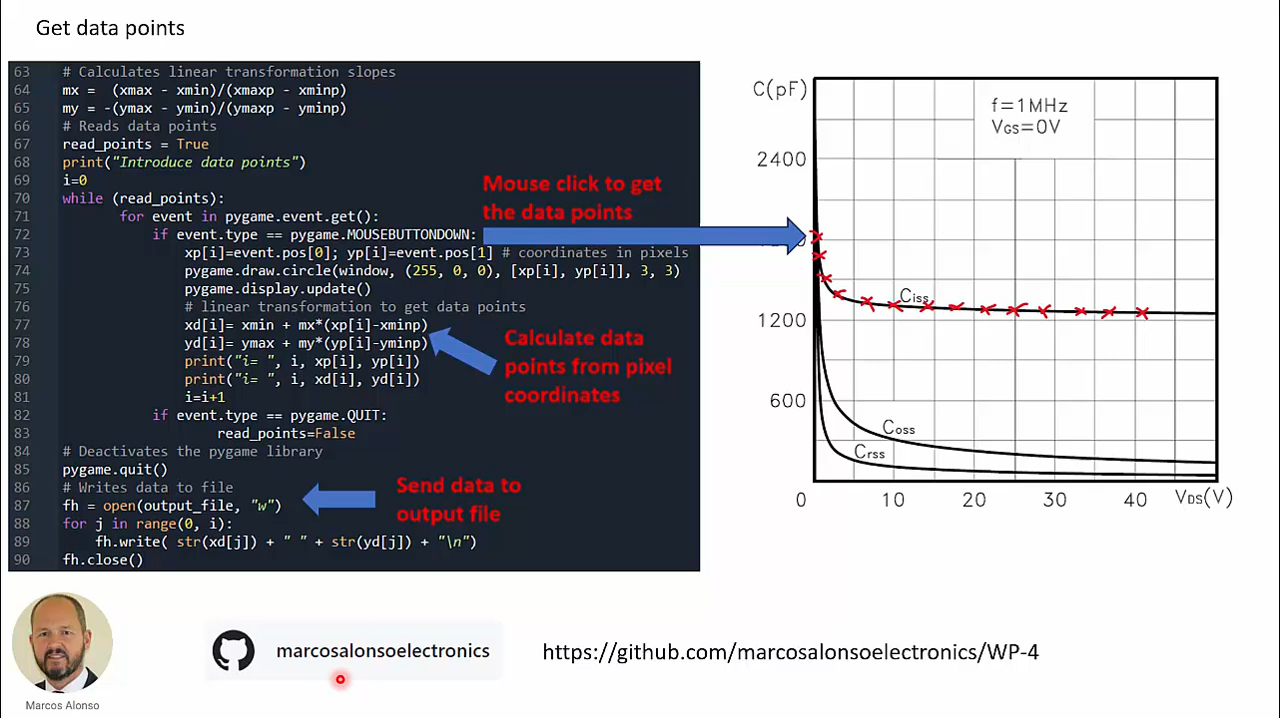 Get data points
63 # Calculates linear transformation slopes
64 mx =  (xmax - xmin)/(xmaxp - xminp)
65 my = -(ymax - ymin)/(ymaxp - yminp)
66 # Reads data points
67 read_points = True
68 print("Introduce data points")
69 i=0
70 while (read_points):
71 for event in pygame.event.get():
72 if event.type == pygame.MOUSEBUTTONDOWN:
73 xp[i]=event.pos[0]; yp[i]=event.pos[1] # coordinates in pixels
74 pygame.draw.circle(window, (255, 0, 0), [xp[i], yp[i]], 3, 3)
75 pygame.display.update()
76 # linear transformation to get data points
77 xd[i]= xmin + mx*(xp[i]-xminp)
78 yd[i]= ymax + my*(yp[i]-yminp)
79 print("i= ", i, xp[i], yp[i])
80 print("i= ", i, xd[i], yd[i])
81 i=i+1
82 if event.type == pygame.QUIT:
83 read_points=False
84 # Deactivates the pygame library
85 pygame.quit()
86 # Writes data to file
87 fh = open(output_file, "w")
88 for j in range(0, i):
89 fh.write( str(xd[j]) + " " + str(yd[j]) + "\n")
90 fh.close()
Mouse click to get
the data points
Calculate data
points from pixel
coordinates
Send data to
output file
C(pF)
f=1MHz
VGS=0V
2400
1200
600
Ciss
Coss
Crss
0 10 20 30 40 VDS(V)
Marcos Alonso
marcosalonsoelectronics
https://github.com/marcosalonsoelectronics/WP-4